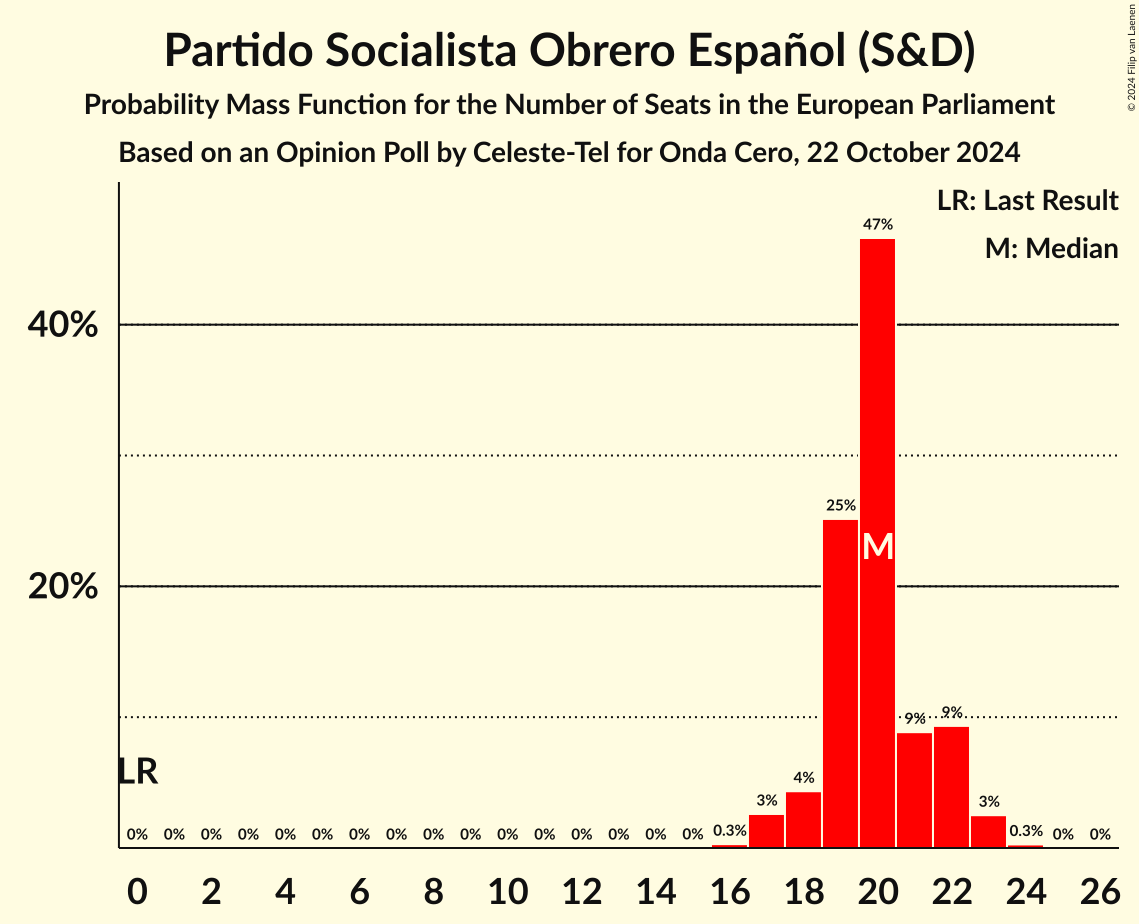 Partido Socialista Obrero Español (S&D)
Probability Mass Function for the Number of Seats in the European Parliament
Based on an Opinion Poll by Celeste-Tel for Onda Cero, 22 October 2024
© 2024 Filip van Laenen
LR: Last Result
M: Median
47%
40%
25%
M
20%
9% 9%
LR
4%
3% 3%
0% 0% 0% 0% 0% 0% 0% 0% 0% 0% 0% 0% 0% 0% 0% 0% 0.3% 0.3% 0% 0%
0 2 4 6 8 10 12 14 16 18 20 22 24 26